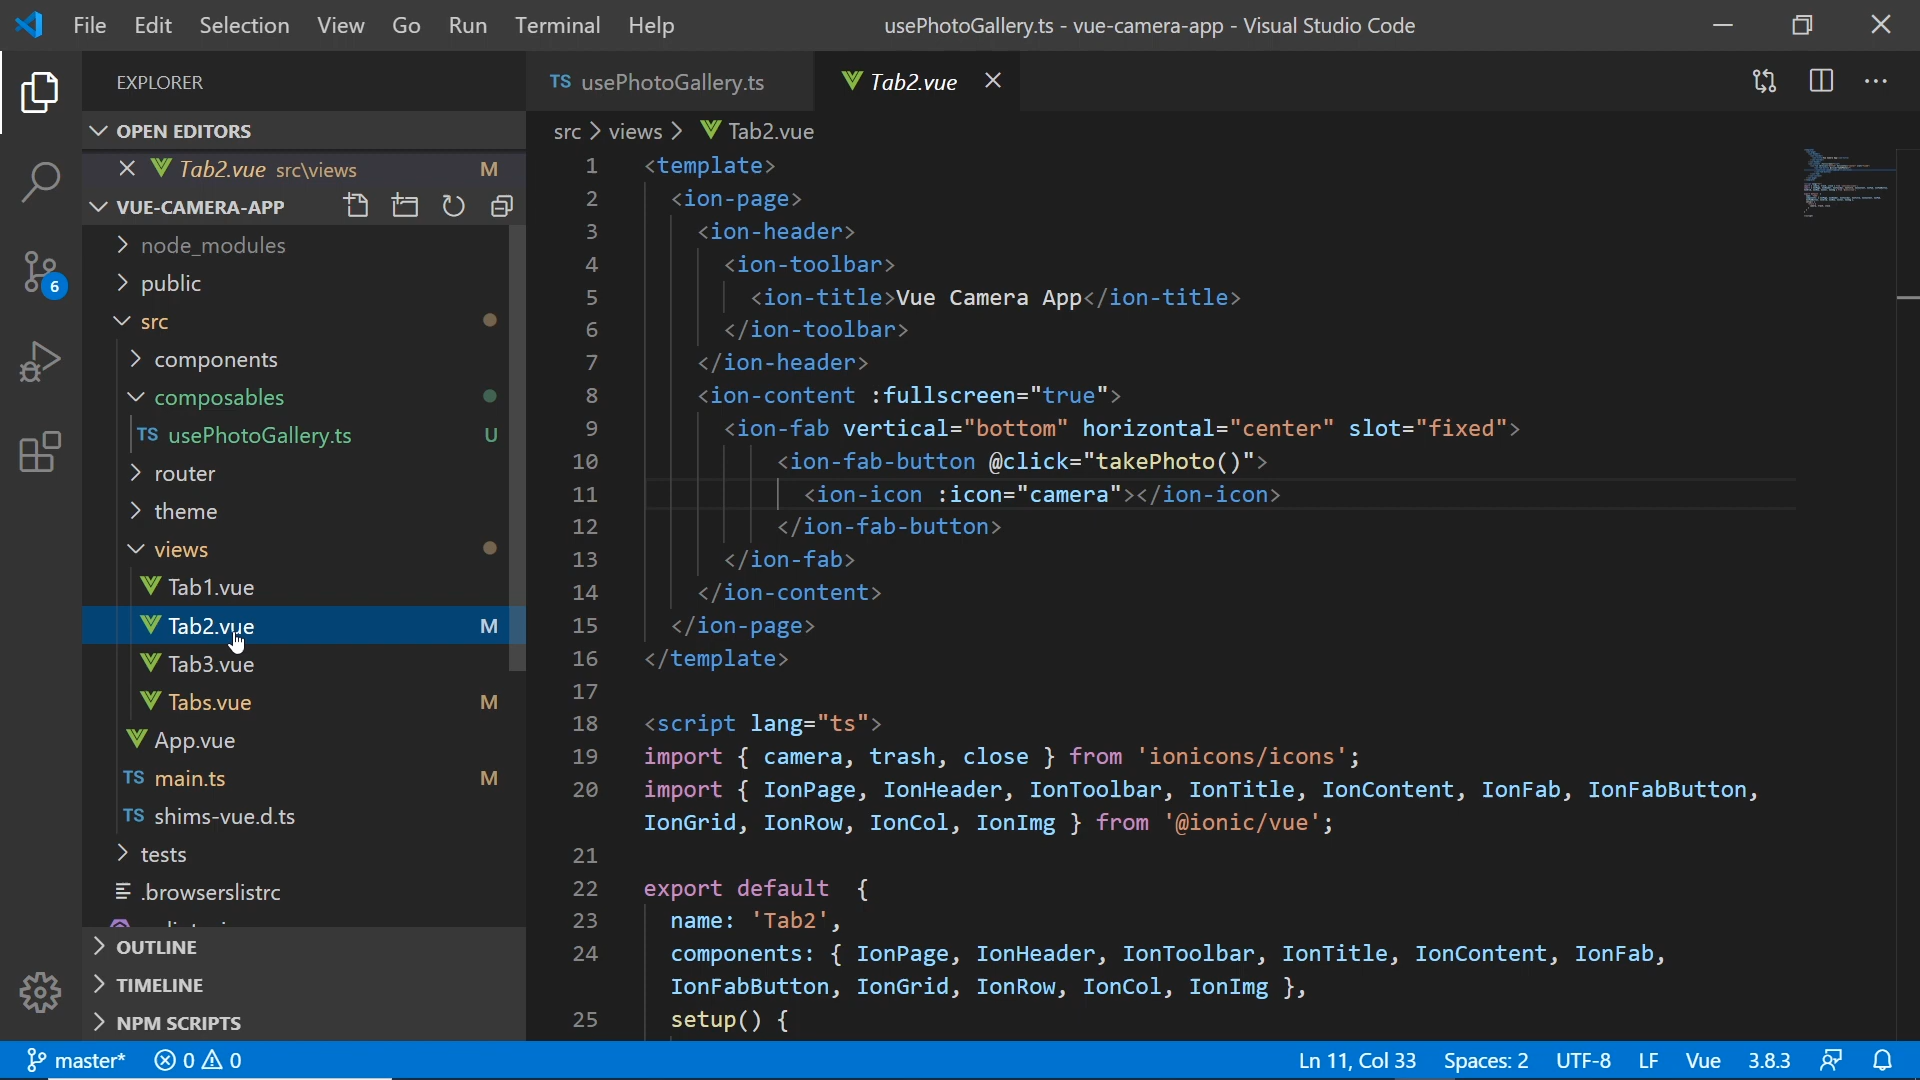 File Edit Selection View Go Run Terminal Help
usePhotoGallery.ts - vue-camera-app - Visual Studio Code
EXPLORER
OPEN EDITORS
Tab2.vue src\views M
VUE-CAMERA-APP
node_modules
public
src
components
composables
TS usePhotoGallery.ts U
router
theme
views
Tab1.vue
Tab2.vue M
Tab3.vue
Tabs.vue M
App.vue
TS main.ts M
TS shims-vue.d.ts
tests
.browserslistrc
OUTLINE
TIMELINE
NPM SCRIPTS
6
TS usePhotoGallery.ts
Tab2.vue
src > views > Tab2.vue
1 <template>
2 <ion-page>
3 <ion-header>
4 <ion-toolbar>
5 <ion-title>Vue Camera App</ion-title>
6 </ion-toolbar>
7 </ion-header>
8 <ion-content :fullscreen="true">
9 <ion-fab vertical="bottom" horizontal="center" slot="fixed">
10 <ion-fab-button @click="takePhoto()">
11 <ion-icon :icon="camera"></ion-icon>
12 </ion-fab-button>
13 </ion-fab>
14 </ion-content>
15 </ion-page>
16 </template>
17
18 <script lang="ts">
19 import { camera, trash, close } from 'ionicons/icons';
20 import { IonPage, IonHeader, IonToolbar, IonTitle, IonContent, IonFab, IonFabButton,
IonGrid, IonRow, IonCol, IonImg } from '@ionic/vue';
21
22 export default {
23 name: 'Tab2',
24 components: { IonPage, IonHeader, IonToolbar, IonTitle, IonContent, IonFab,
IonFabButton, IonGrid, IonRow, IonCol, IonImg },
25 setup() {
master* 0 0
Ln 11, Col 33 Spaces: 2 UTF-8 LF Vue 3.8.3